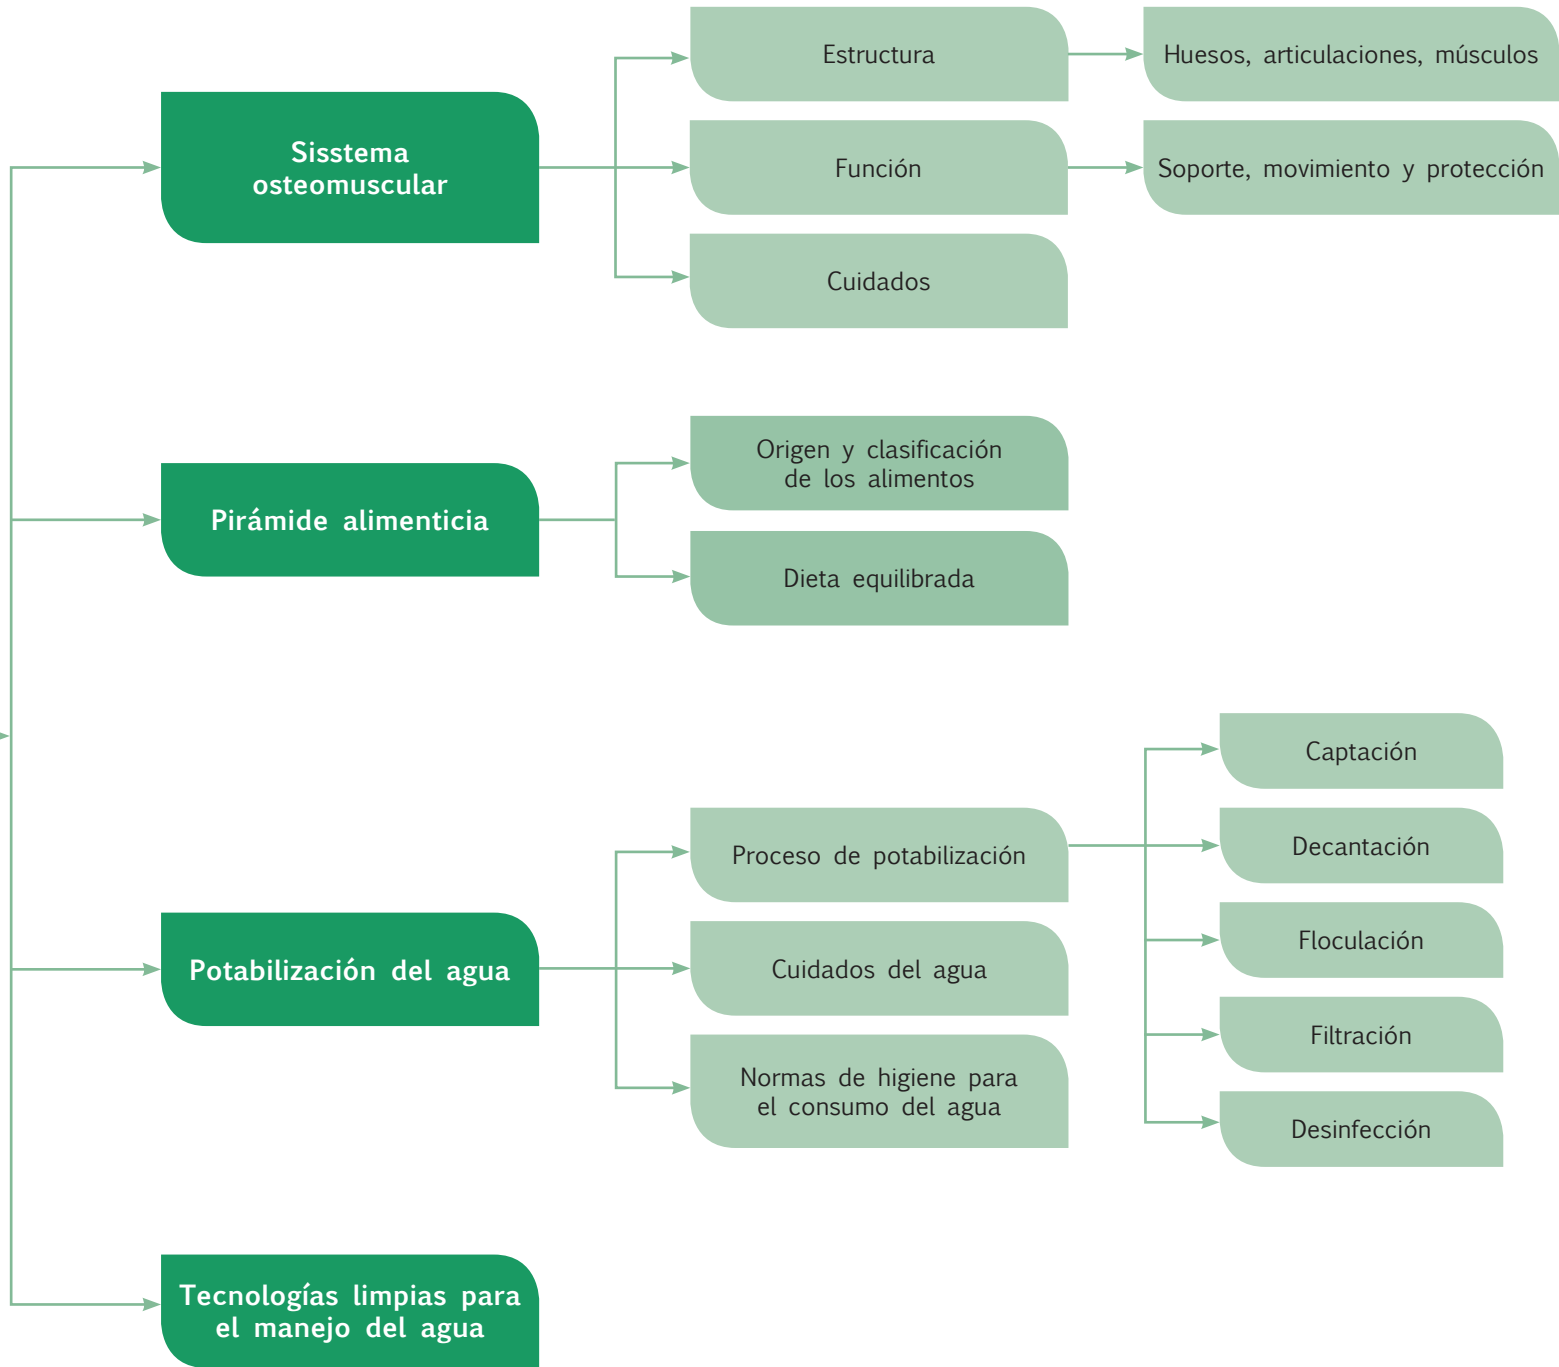 Sisstema
osteomuscular
Estructura
Huesos, articulaciones, músculos
Función
Soporte, movimiento y protección
Cuidados
Pirámide alimenticia
Origen y clasificación
de los alimentos
Dieta equilibrada
Potabilización del agua
Proceso de potabilización
Captación
Decantación
Floculación
Filtración
Desinfección
Cuidados del agua
Normas de higiene para
el consumo del agua
Tecnologías limpias para
el manejo del agua